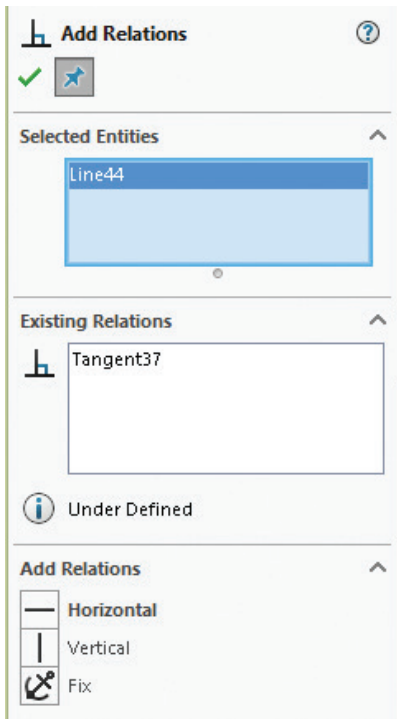 Add Relations
Selected Entities
Line44
Existing Relations
Tangent37
Under Defined
Add Relations
Horizontal
Vertical
Fix